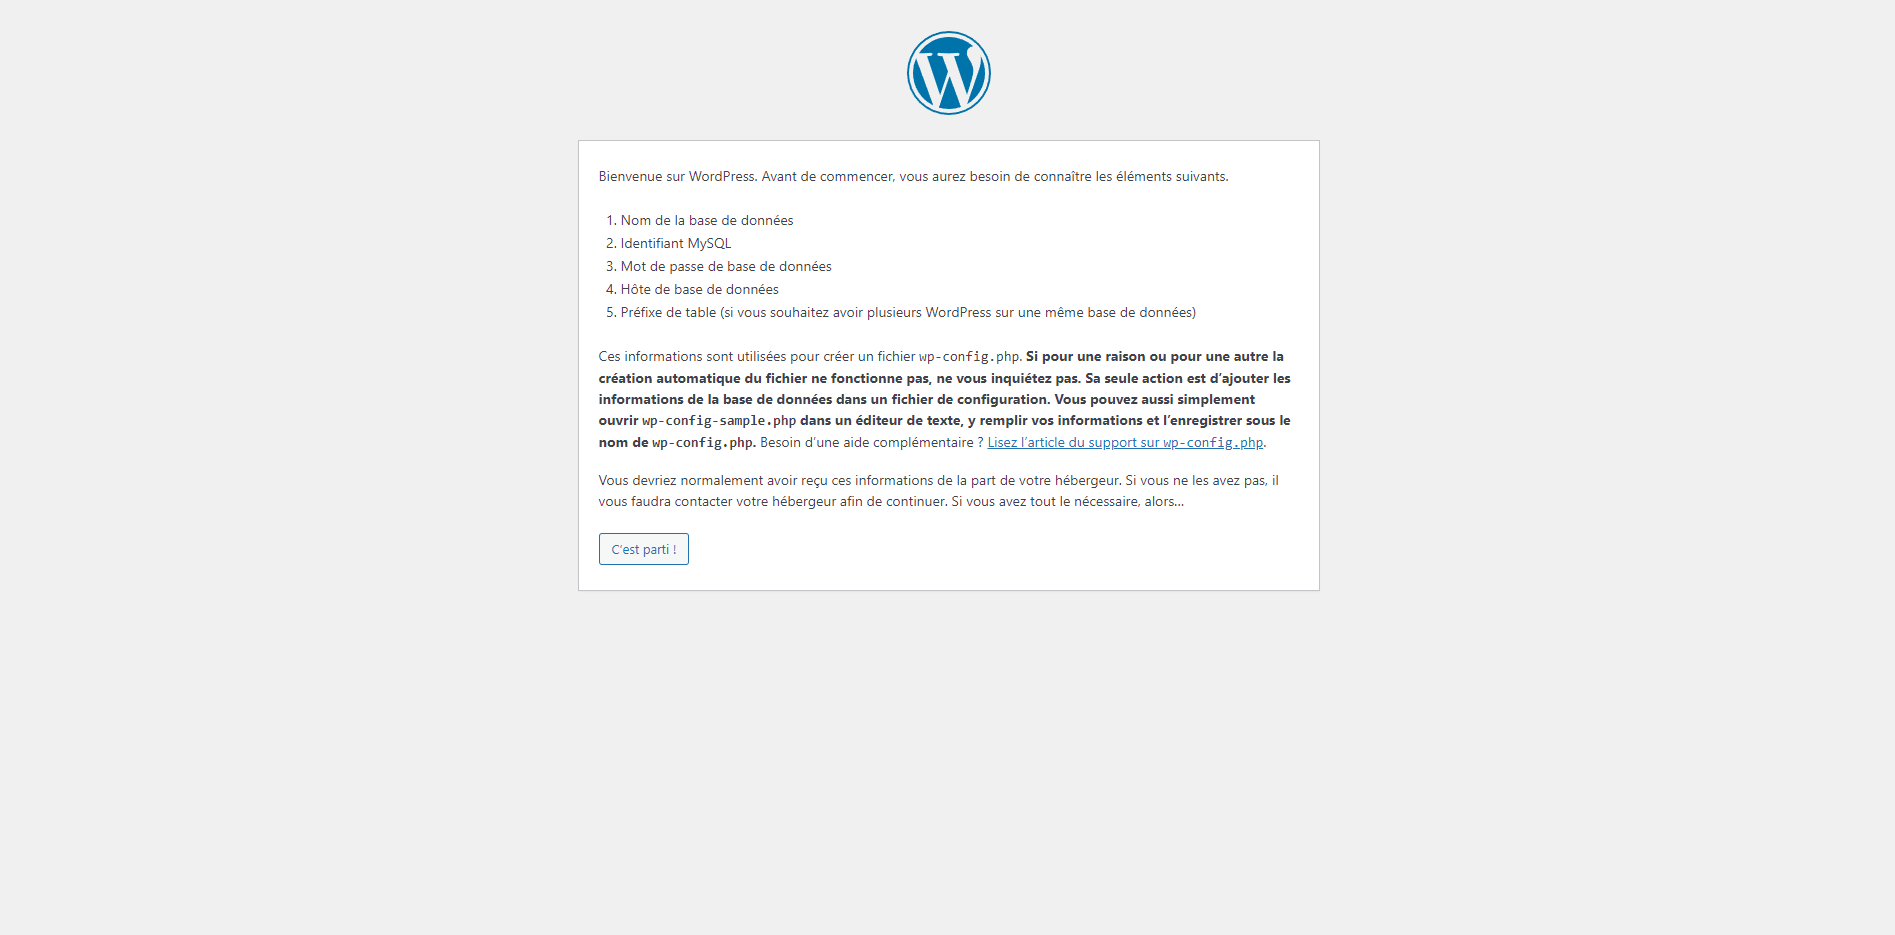 Bienvenue sur WordPress. Avant de commencer, vous aurez besoin de connaître les éléments suivants.
1. Nom de la base de données
2. Identifiant MySQL
3. Mot de passe de base de données
4. Hôte de base de données
5. Préfixe de table (si vous souhaitez avoir plusieurs WordPress sur une même base de données)
Ces informations sont utilisées pour créer un fichier wp-config.php. Si pour une raison ou pour une autre la
création automatique du fichier ne fonctionne pas, ne vous inquiétez pas. Sa seule action est d’ajouter les
informations de la base de données dans un fichier de configuration. Vous pouvez aussi simplement
ouvrir wp-config-sample.php dans un éditeur de texte, y remplir vos informations et l’enregistrer sous le
nom de wp-config.php. Besoin d’une aide complémentaire ? Lisez l’article du support sur wp-config.php.
Vous devriez normalement avoir reçu ces informations de la part de votre hébergeur. Si vous ne les avez pas, il
vous faudra contacter votre hébergeur afin de continuer. Si vous avez tout le nécessaire, alors…
C’est parti !